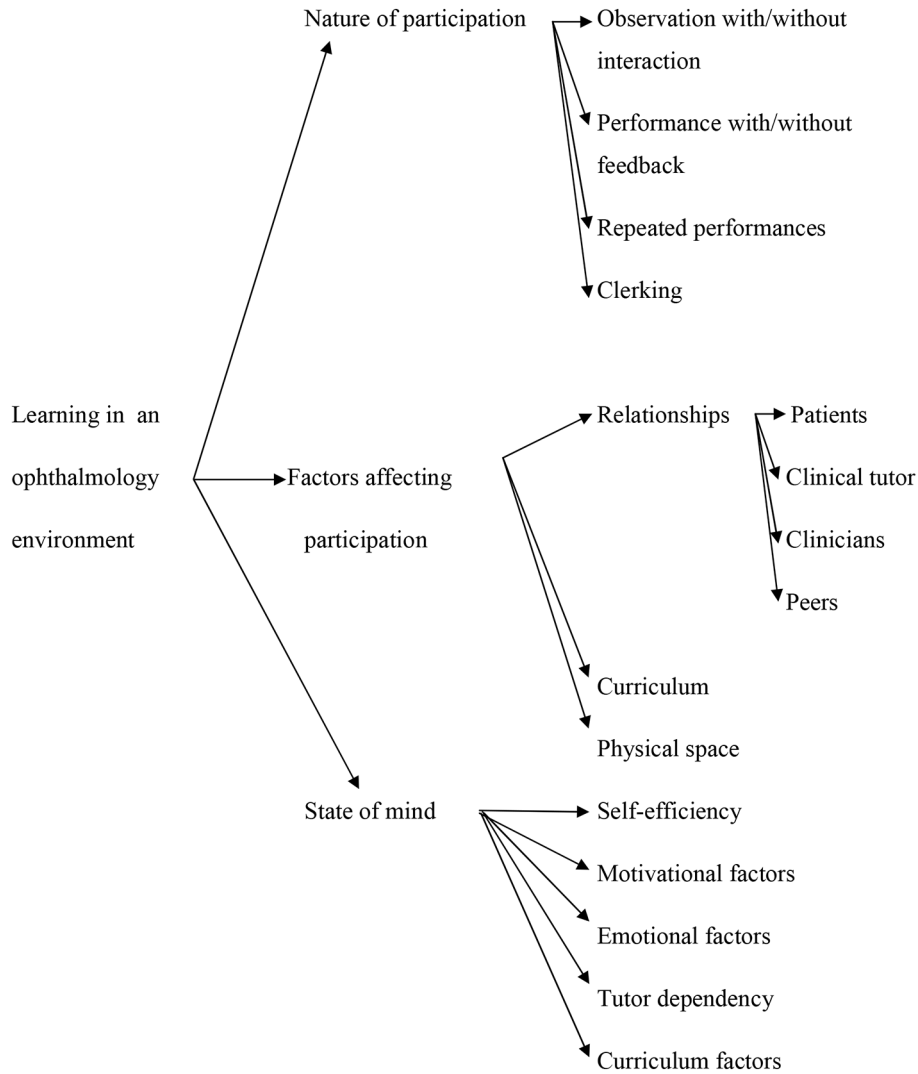 Nature of participation
Observation with/without
interaction
Performance with/without
feedback
Repeated performances
Clerking
Learning in an
ophthalmology
environment
Factors affecting
participation
Relationships
Patients
Clinical tutor
Clinicians
Peers
Curriculum
Physical space
State of mind
Self-efficiency
Motivational factors
Emotional factors
Tutor dependency
Curriculum factors